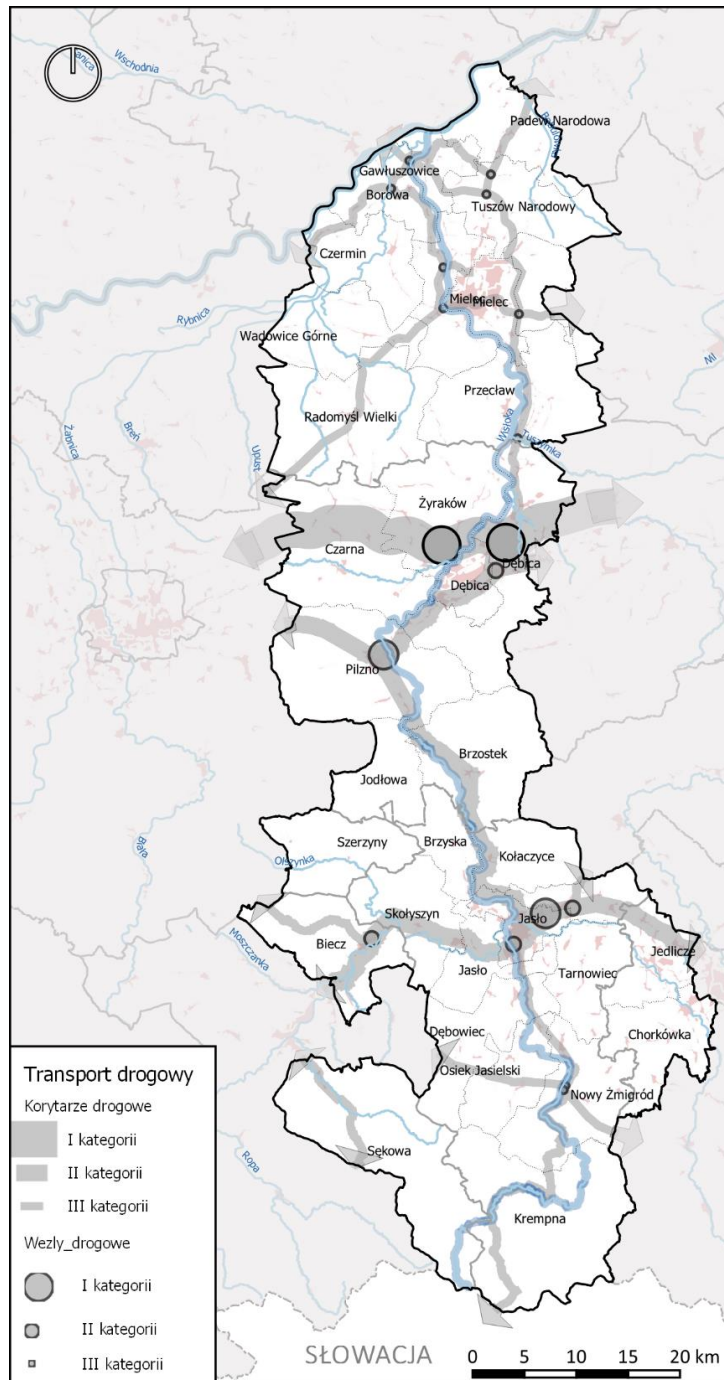 Wschodnia
Padew Narodowa
Gawłuszowice
Borowa
Tuszów Narodowy
Czermin
Rybnica
Mielec
Mielec
Wadowice Górne
Żabnica
Breń
Upust
Przecław
Radomyśl Wielki
Wisłoka
Tuszymka
Żyraków
Czarna
Dębica
Dębica
Pilzno
Brzostek
Jodłowa
Biała
Szerzyny
Brzyska
Kołaczyce
Olszynka
Skołyszyn
Jasło
Moszczanka
Biecz
Jedlicze
Jasło
Tarnowiec
Dębowiec
Chorkówka
Osiek Jasielski
Nowy Żmigród
Ropa
Sękowa
Krempna
SŁOWACJA
0 5 10 15 20 km
Transport drogowy
Korytarze drogowe
I kategorii
II kategorii
III kategorii
Wezly_drogowe
I kategorii
II kategorii
III kategorii